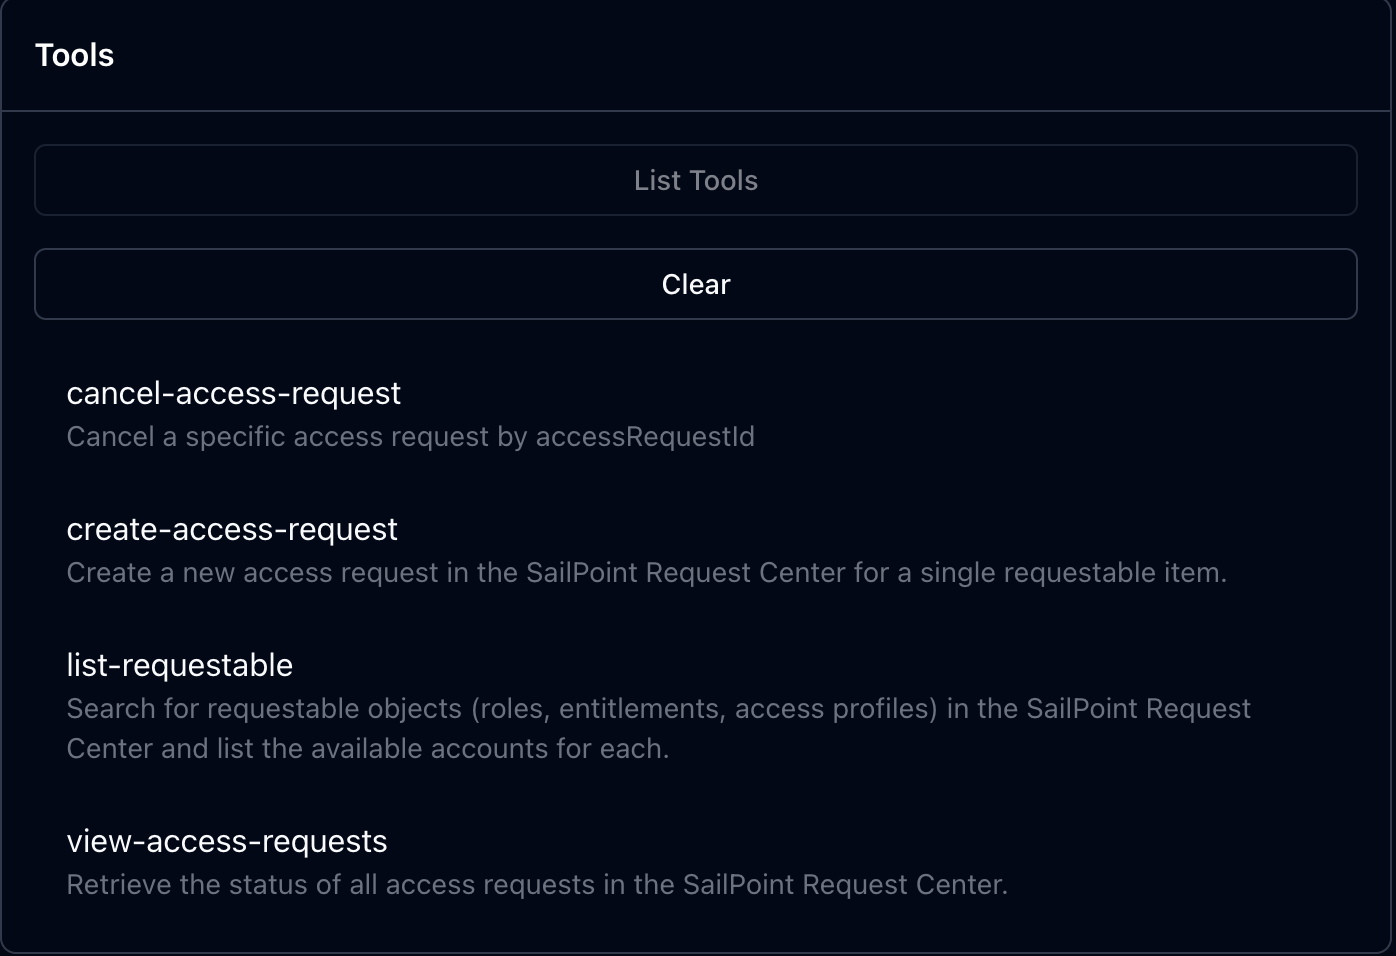 Tools
List Tools
Clear
cancel-access-request
Cancel a specific access request by accessRequestId
create-access-request
Create a new access request in the SailPoint Request Center for a single requestable item.
list-requestable
Search for requestable objects (roles, entitlements, access profiles) in the SailPoint Request
Center and list the available accounts for each.
view-access-requests
Retrieve the status of all access requests in the SailPoint Request Center.